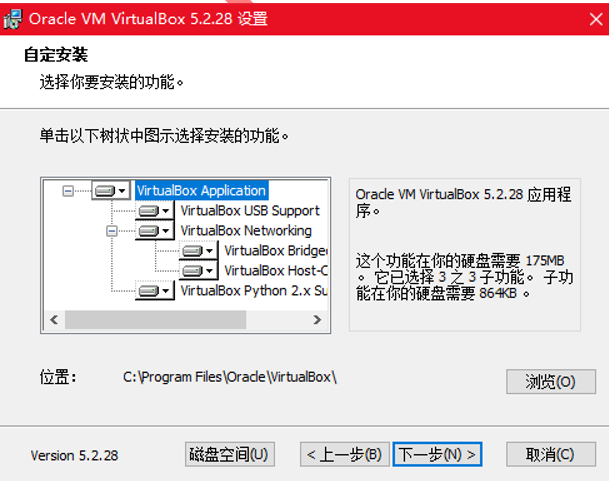 Oracle VM VirtualBox 5.2.28 设置
自定安装
选择你要安装的功能。
单击以下树状中图示选择安装的功能。
VirtualBox Application
VirtualBox USB Support
VirtualBox Networking
VirtualBox Bridge
VirtualBox Host-C
VirtualBox Python 2.x Su
Oracle VM VirtualBox 5.2.28 应用程
序。
这个功能在你的硬盘需要 175MB
。 它已选择 3 之 3 子功能。 子功
能在你的硬盘需要 864KB 。
位置: C:\Program Files\Oracle\VirtualBox\
浏览(O)
Version 5.2.28
磁盘空间(U)
< 上一步(B)
下一步(N) >
取消(C)